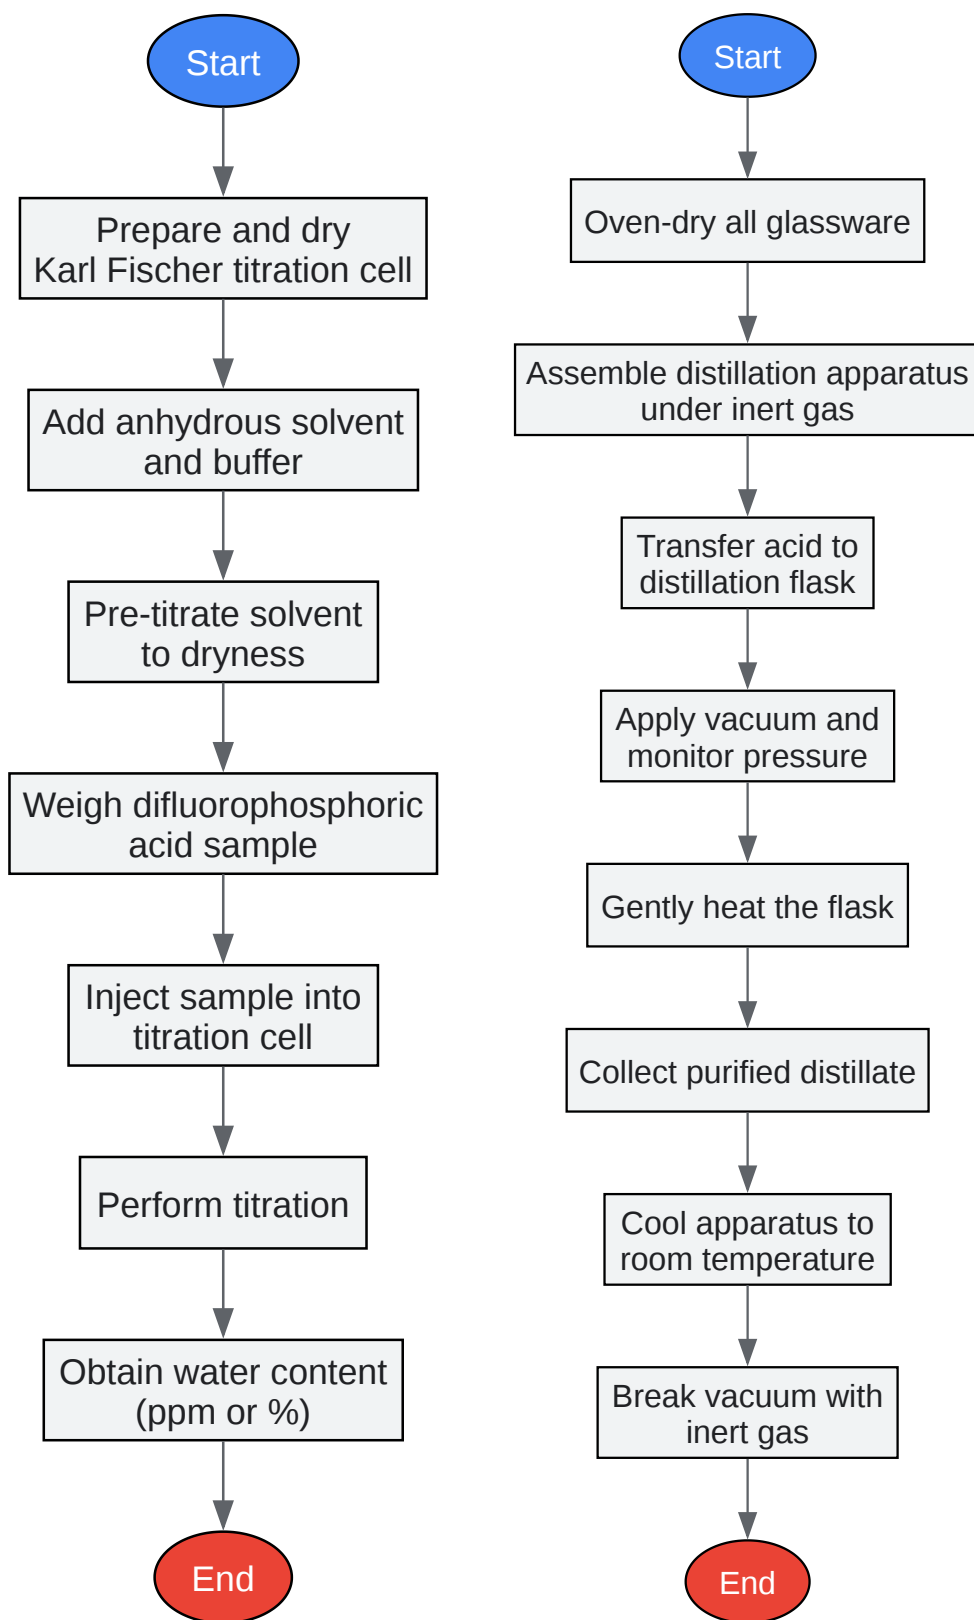 Start
Prepare and dry
Karl Fischer titration cell
Add anhydrous solvent
and buffer
Pre-titrate solvent
to dryness
Weigh difluorophosphoric
acid sample
Inject sample into
titration cell
Perform titration
Obtain water content
(ppm or %)
End
Start
Oven-dry all glassware
Assemble distillation apparatus
under inert gas
Transfer acid to
distillation flask
Apply vacuum and
monitor pressure
Gently heat the flask
Collect purified distillate
Cool apparatus to
room temperature
Break vacuum with
inert gas
End